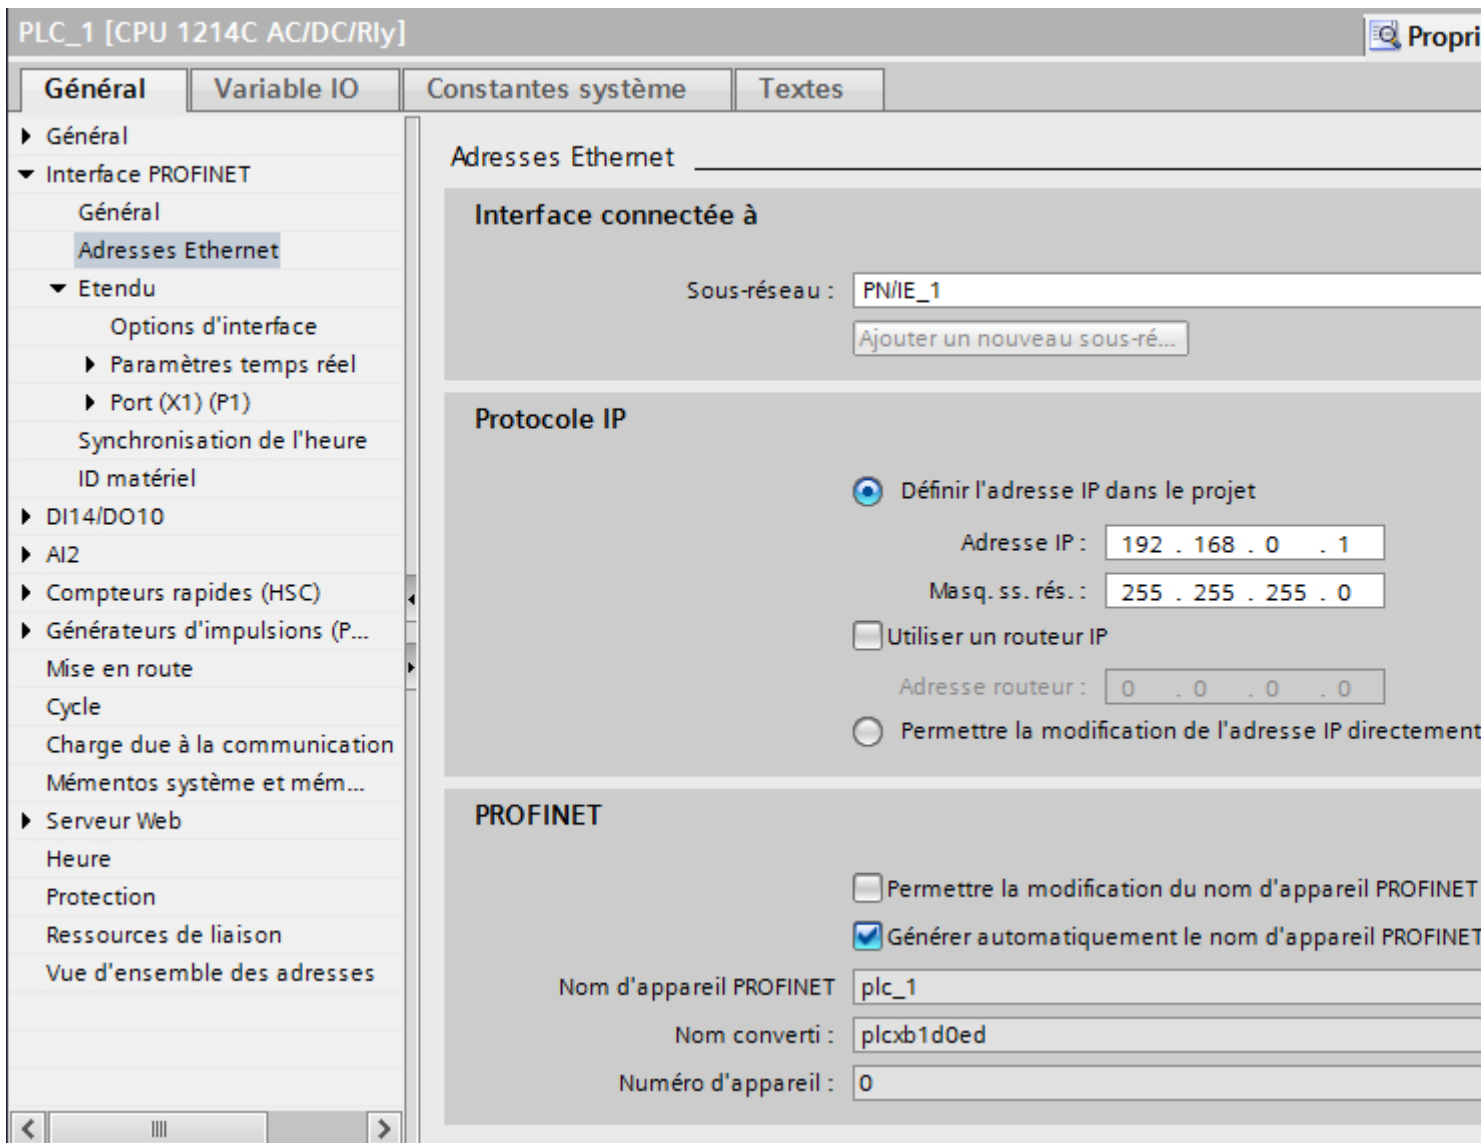 PLC_1 [CPU 1214C AC/DC/Rly]
Propri
Général
Variable IO
Constantes système
Textes
Général
Interface PROFINET
Général
Adresses Ethernet
Etendu
Options d'interface
Paramètres temps réel
Port (X1) (P1)
Synchronisation de l'heure
ID matériel
DI14/DO10
AI2
Compteurs rapides (HSC)
Générateurs d'impulsions (P...
Mise en route
Cycle
Charge due à la communication
Mémentos système et mém...
Serveur Web
Heure
Protection
Ressources de liaison
Vue d'ensemble des adresses
Adresses Ethernet
Interface connectée à
Sous-réseau : PN/IE_1
Ajouter un nouveau sous-ré...
Protocole IP
Définir l'adresse IP dans le projet
Adresse IP : 192 . 168 . 0 . 1
Masq. ss. rés. : 255 . 255 . 255 . 0
Utiliser un routeur IP
Adresse routeur : 0 . 0 . 0 . 0
Permettre la modification de l'adresse IP directement
PROFINET
Permettre la modification du nom d'appareil PROFINET
Générer automatiquement le nom d'appareil PROFINET
Nom d'appareil PROFINET plc_1
Nom converti : plcxb1d0ed
Numéro d'appareil : 0